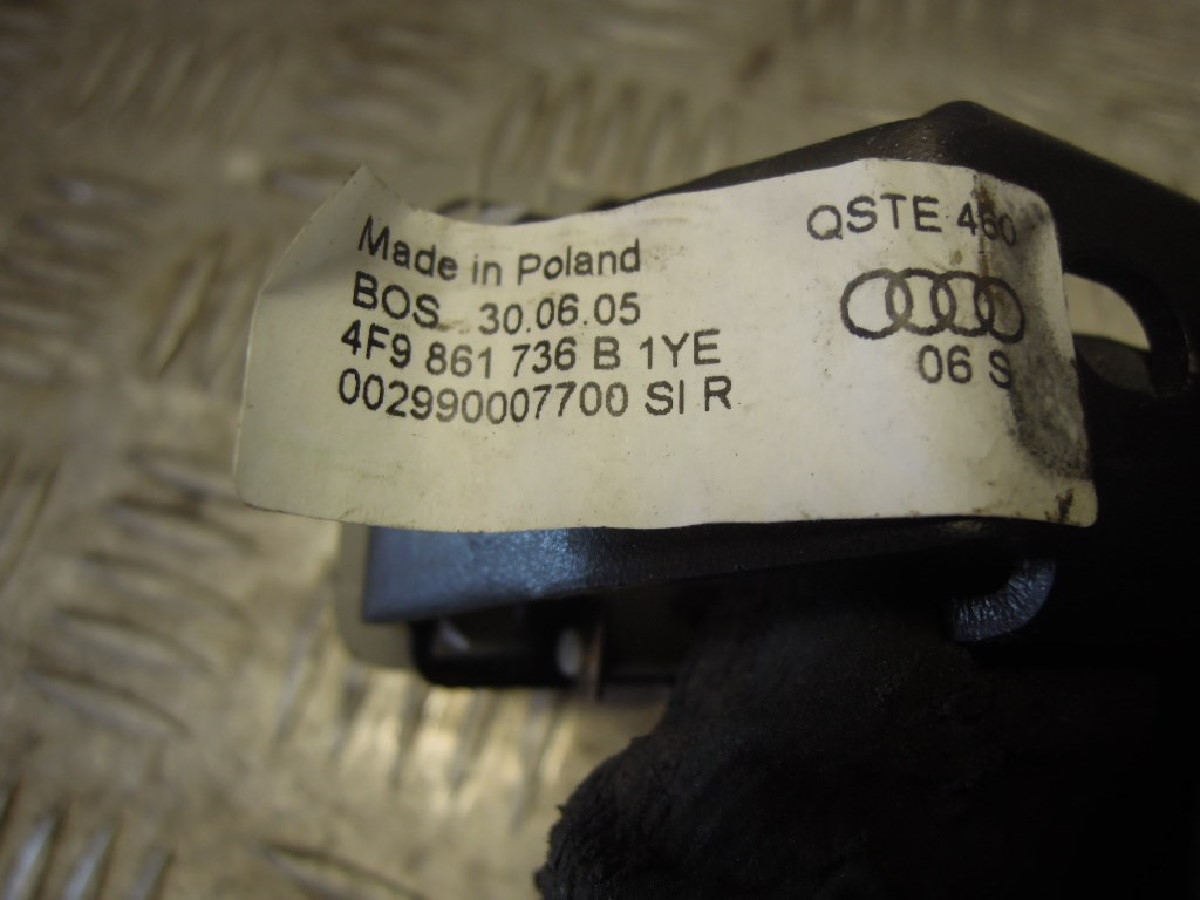 Made in Poland
BOS 30.06.05
4F9 861 736 B 1YE
002990007700 SI R
QSTE 460
06 S